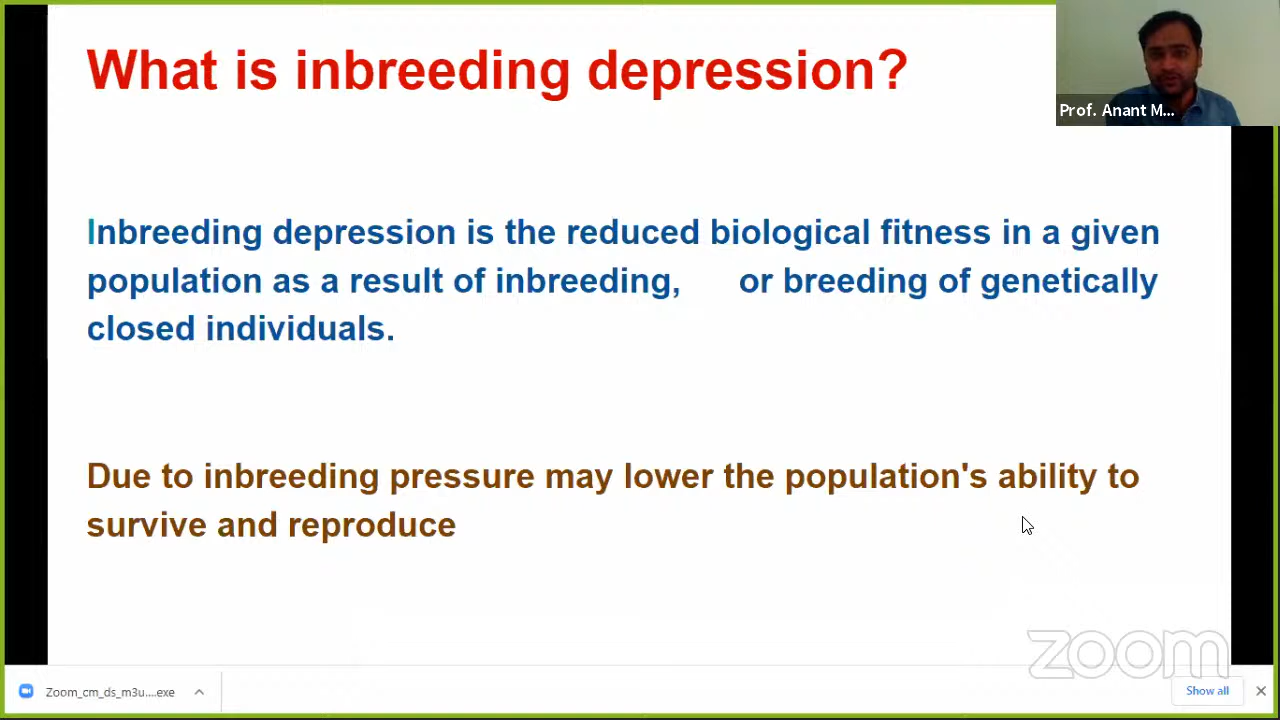 What is inbreeding depression?
Prof. Anant M...
Inbreeding depression is the reduced biological fitness in a given
population as a result of inbreeding, or breeding of genetically
closed individuals.
Due to inbreeding pressure may lower the population's ability to
survive and reproduce
zoom
Zoom_cm_ds_m3u....exe
Show all